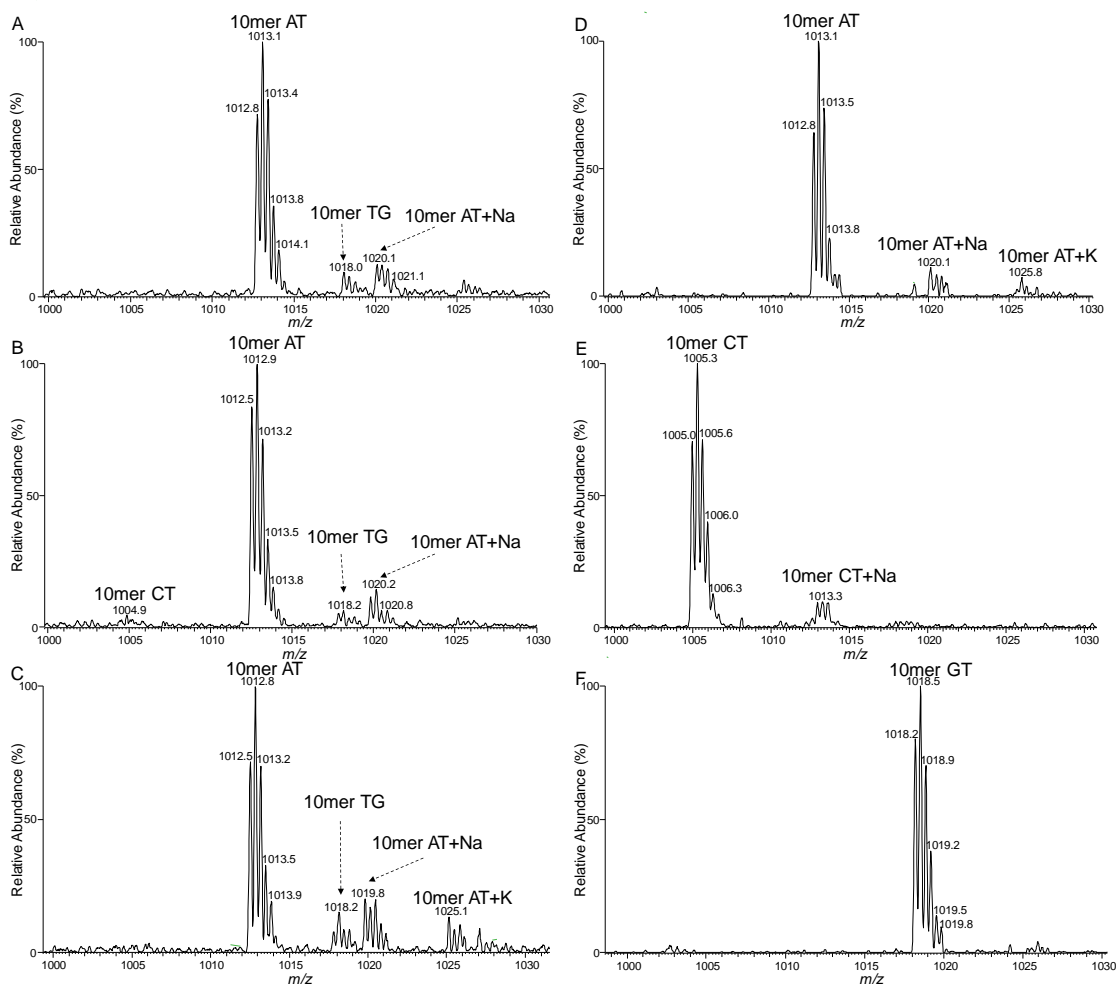 A
10mer AT
1013.1
1012.8
1013.4
1013.8
1014.1
10mer TG
10mer AT+Na
1018.0
1020.1
1021.1
Relative Abundance (%)
100
50
0
1000 1005 1010 1015 1020 1025 1030
m/z
B
10mer AT
1012.9
1012.5
1013.2
1013.5
1013.8
10mer CT
1004.9
10mer TG
10mer AT+Na
1018.2
1020.2
1020.8
Relative Abundance (%)
100
50
0
1000 1005 1010 1015 1020 1025 1030
m/z
C
10mer AT
1012.8
1012.5
1013.2
1013.5
1013.9
10mer TG
10mer AT+Na
10mer AT+K
1018.2
1019.8
1025.1
Relative Abundance (%)
100
50
0
1000 1005 1010 1015 1020 1025 1030
m/z
D
10mer AT
1013.1
1012.8
1013.5
1013.8
10mer AT+Na
1020.1
10mer AT+K
1025.8
Relative Abundance (%)
100
50
0
1000 1005 1010 1015 1020 1025 1030
m/z
E
10mer CT
1005.3
1005.0
1005.6
1006.0
1006.3
10mer CT+Na
1013.3
Relative Abundance (%)
100
50
0
1000 1005 1010 1015 1020 1025 1030
m/z
F
10mer GT
1018.5
1018.2
1018.9
1019.2
1019.5
1019.8
Relative Abundance (%)
100
50
0
1000 1005 1010 1015 1020 1025 1030
m/z